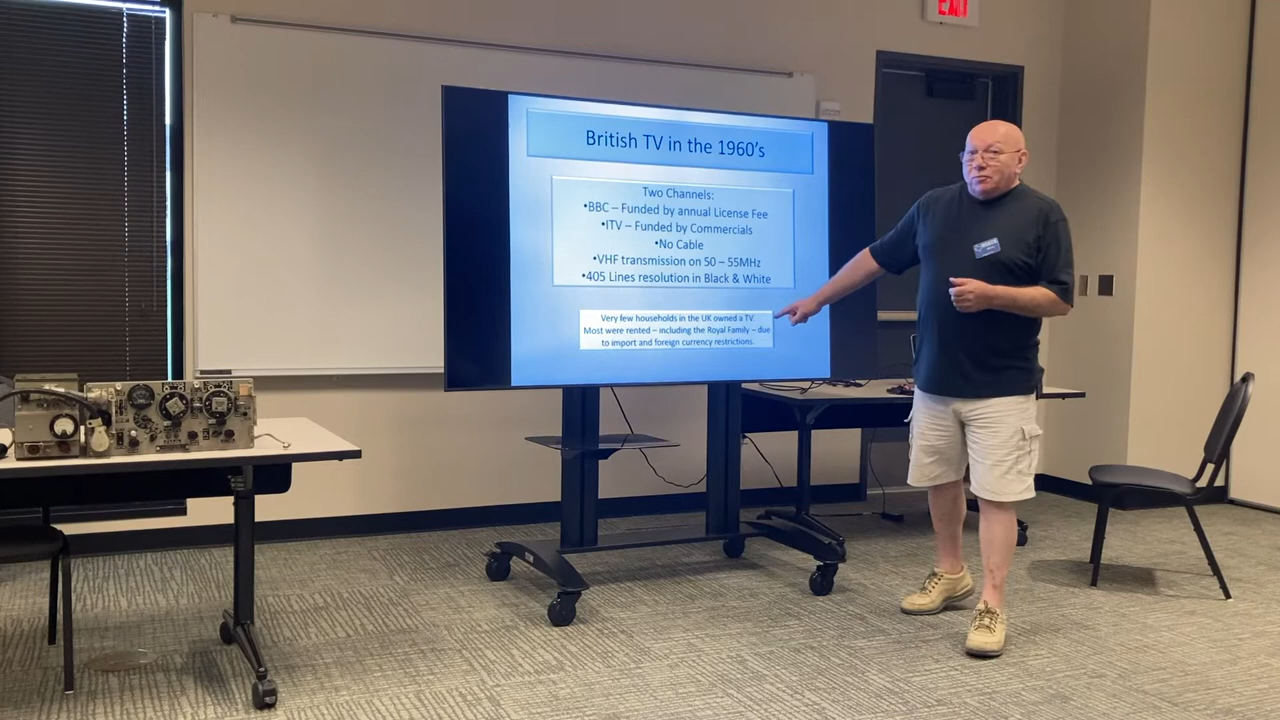 EXIT
British TV in the 1960's
Two Channels:
•BBC – Funded by annual License Fee
•ITV – Funded by Commercials
•No Cable
•VHF transmission on 50 – 55MHz
•405 Lines resolution in Black & White
Very few households in the UK owned a TV.
Most were rented – including the Royal Family – due
to import and foreign currency restrictions.